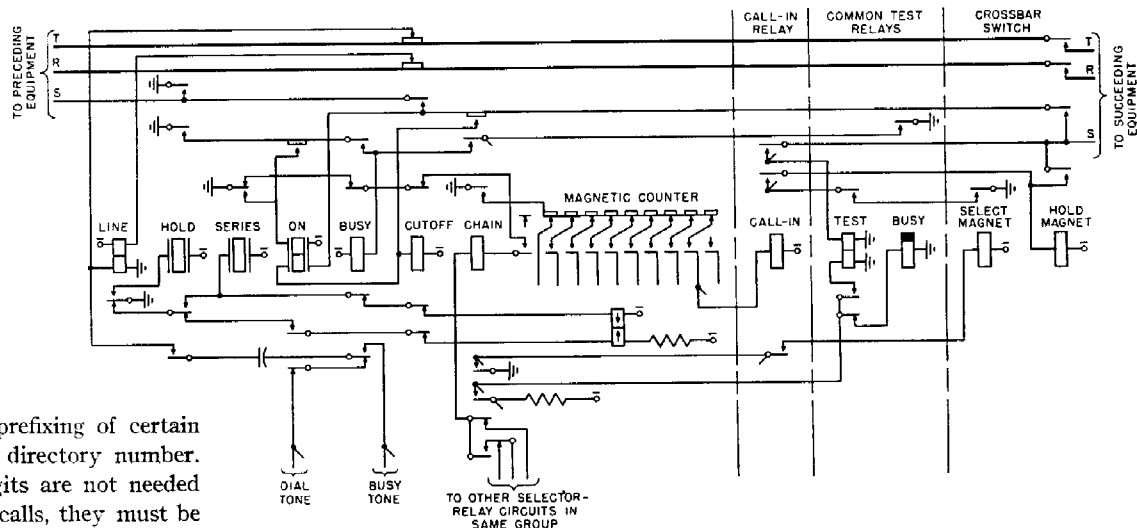 CALL-IN
RELAY
COMMON TEST
RELAYS
CROSSBAR
SWITCH
TO PRECEDING
EQUIPMENT
T
R
S
T
R
S
TO SUCCEEDING
EQUIPMENT
MAGNETIC COUNTER
LINE
HOLD
SERIES
ON
BUSY
CUTOFF
CHAIN
CALL-IN
TEST
BUSY
SELECT
MAGNET
HOLD
MAGNET
prefixing of certain
directory number.
gits are not needed
calls, they must be
DIAL
TONE
BUSY
TONE
TO OTHER SELECTOR-
RELAY CIRCUITS IN
SAME GROUP